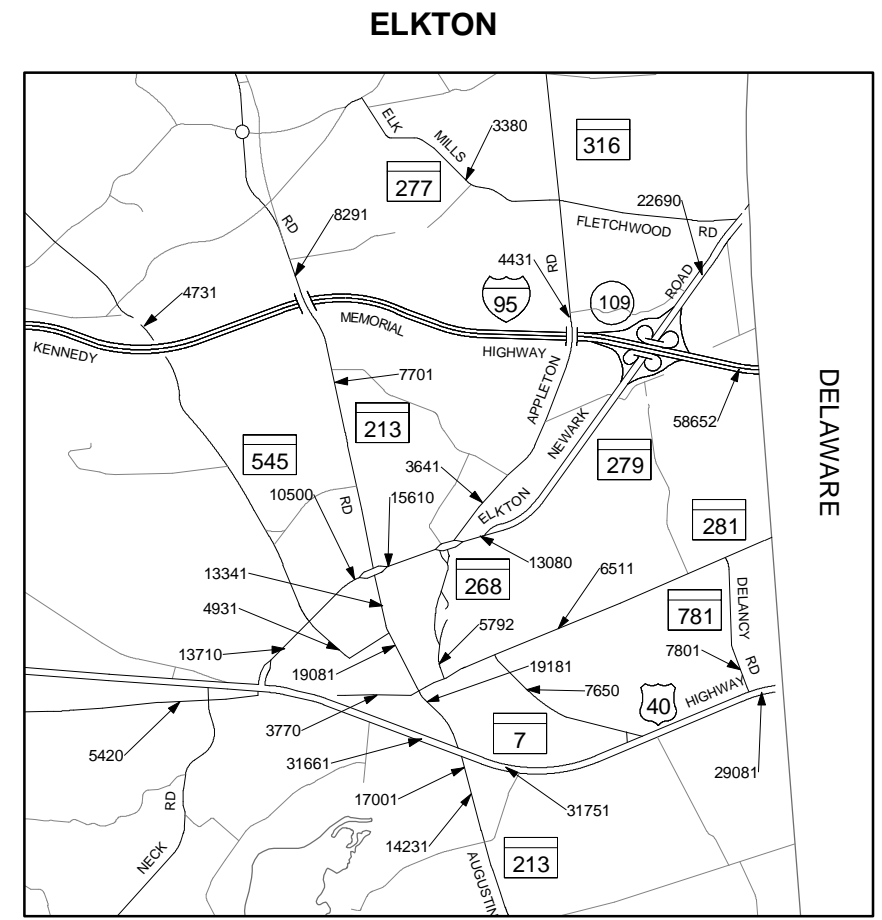 ELKTON
ELK
MILLS
3380
316
277
22690
RD
8291
FLETCHWOOD RD
4431
RD
ROAD
4731
95
109
MEMORIAL
KENNEDY
HIGHWAY
7701
APPLETON
DELAWARE
58652
213
NEWARK
545
279
3641
10500
RD
15610
ELKTON
281
13080
13341
268
6511
4931
781
DELANCY
5792
13710
7801
RD
19081
19181
7650
HIGHWAY
40
3770
7
5420
31661
29081
17001
31751
RD
14231
NECK
213
AUGUSTIN